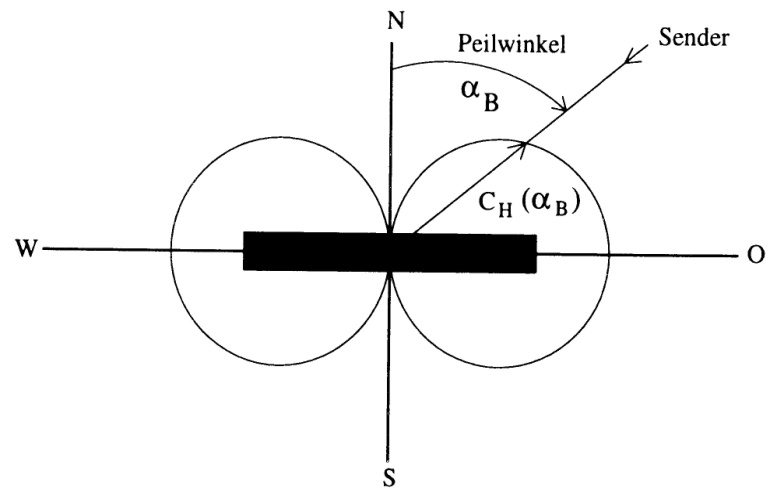 N
Peilwinkel
Sender
α_B
C_H (α_B)
W
O
S